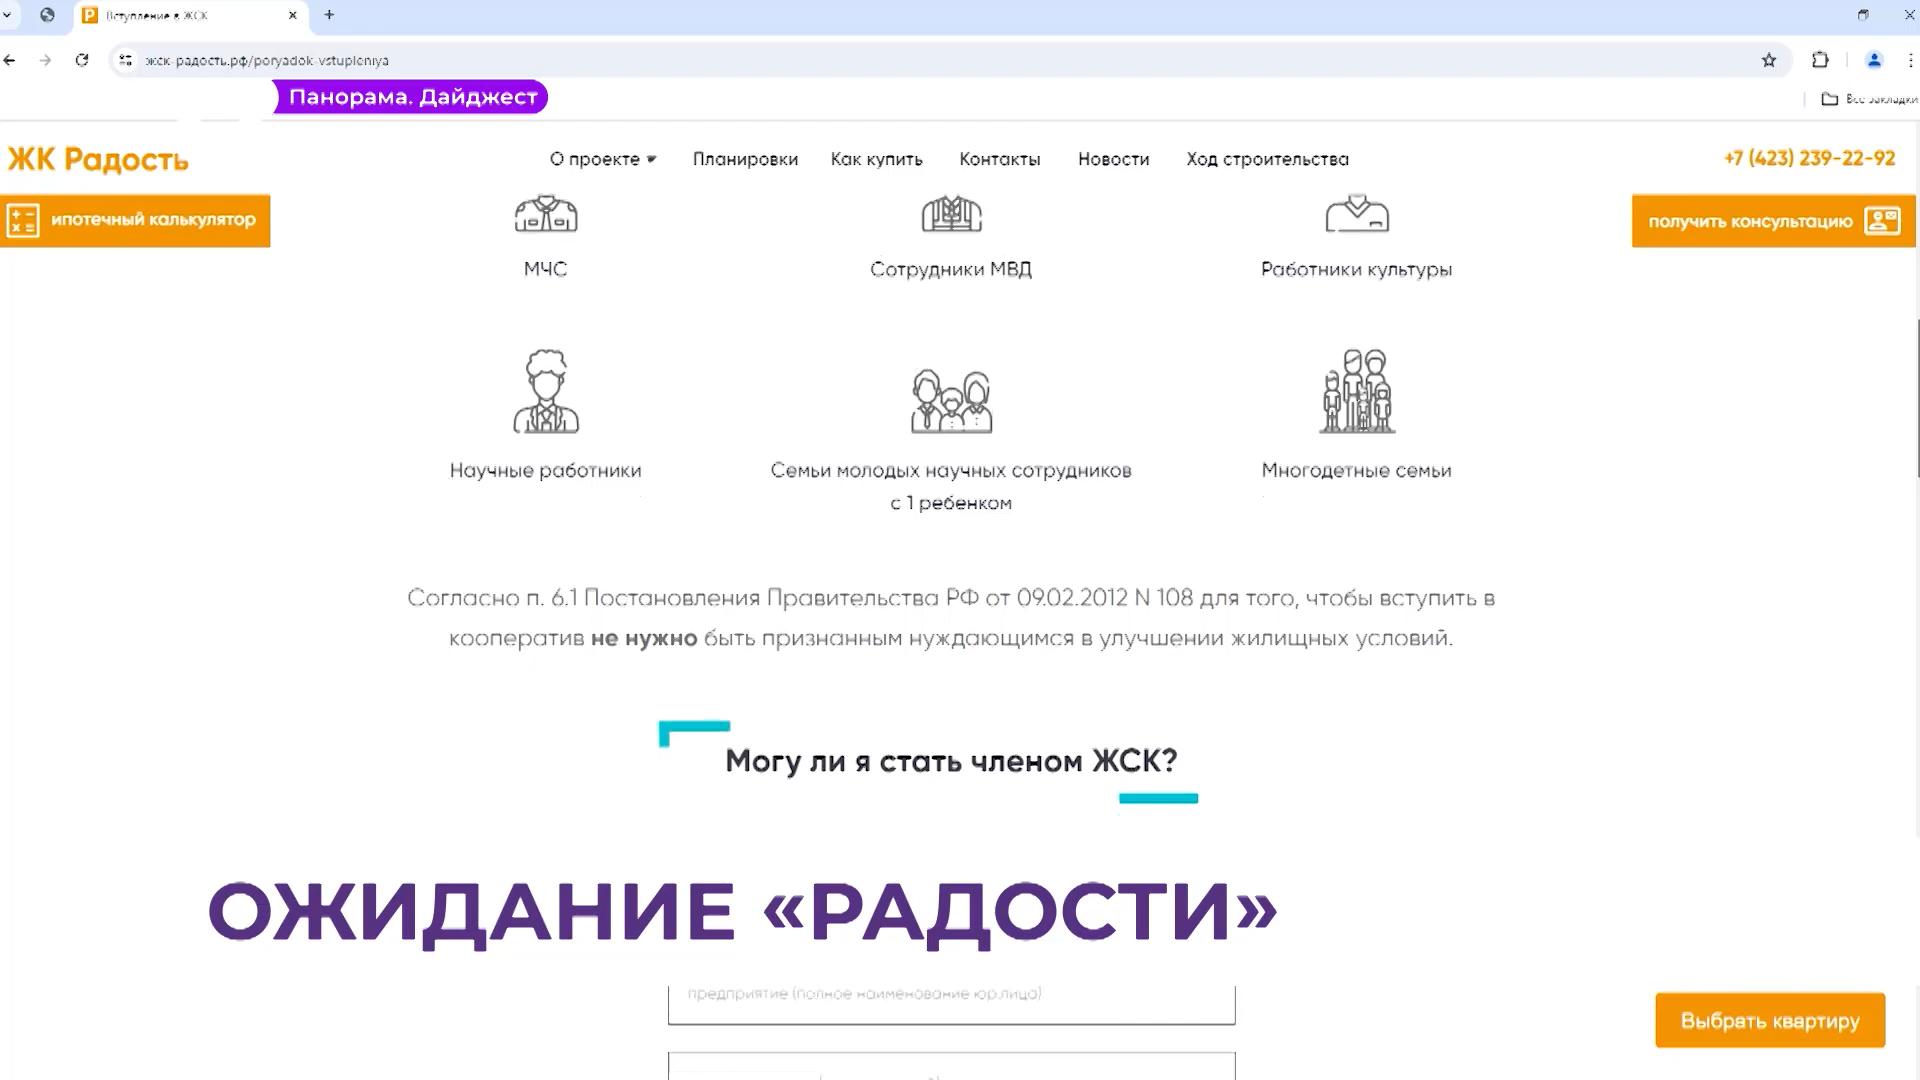 Вступление в ЖСК
жск-радость.рф/poryadok-vstupleniya
Панорама. Дайджест
Все закладки
ЖК Радость
О проекте
Планировки
Как купить
Контакты
Новости
Ход строительства
+7 (423) 239-22-92
ипотечный калькулятор
получить консультацию
МЧС
Сотрудники МВД
Работники культуры
Научные работники
Семьи молодых научных сотрудников
с 1 ребенком
Многодетные семьи
Согласно п. 6.1 Постановления Правительства РФ от 09.02.2012 N 108 для того, чтобы вступить в
кооператив не нужно быть признанным нуждающимся в улучшении жилищных условий.
Могу ли я стать членом ЖСК?
ОЖИДАНИЕ «РАДОСТИ»
предприятие (полное наименование юр.лица)
Выбрать квартиру